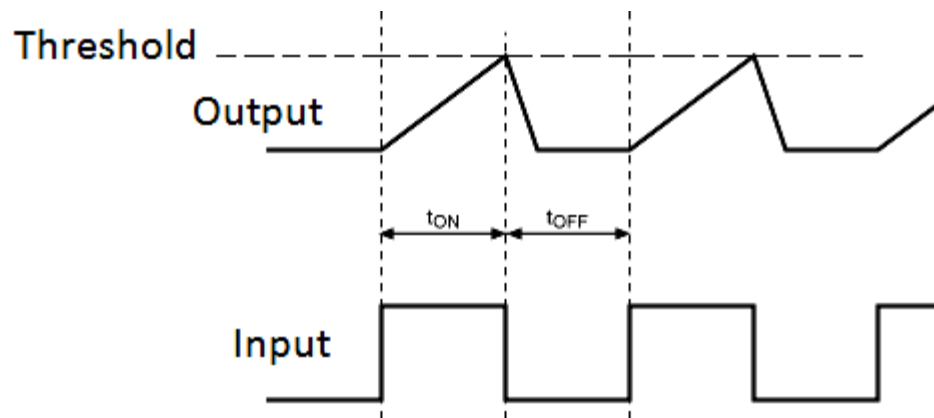 Threshold
Output
tON
tOFF
Input